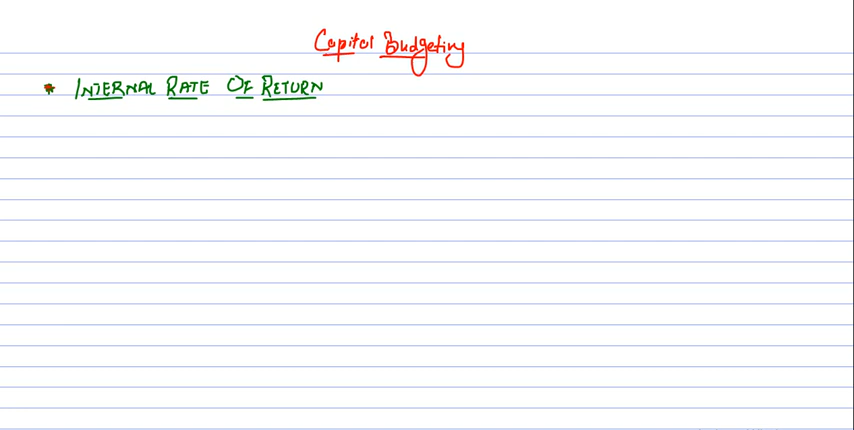 Capital Budgeting
* INTERNAL RATE OF RETURN